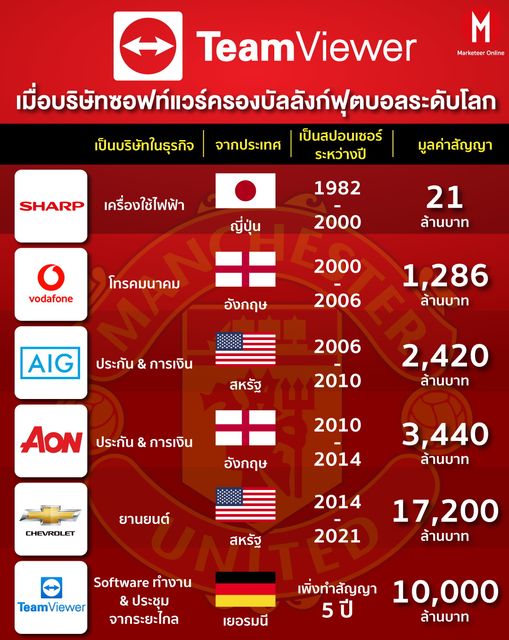 TeamViewer
M
Marketeer Online
เมื่อบริษัทซอฟท์แวร์ครองบัลลังก์ฟุตบอลระดับโลก
เป็นบริษัทในธุรกิจ
จากประเทศ
เป็นสปอนเซอร์
ระหว่างปี
มูลค่าสัญญา
SHARP
เครื่องใช้ไฟฟ้า
ญี่ปุ่น
1982
-
2000
21
ล้านบาท
vodafone
โทรคมนาคม
อังกฤษ
2000
-
2006
1,286
ล้านบาท
AIG
ประกัน & การเงิน
สหรัฐ
2006
-
2010
2,420
ล้านบาท
AON
ประกัน & การเงิน
อังกฤษ
2010
-
2014
3,440
ล้านบาท
CHEVROLET
ยานยนต์
สหรัฐ
2014
-
2021
17,200
ล้านบาท
TeamViewer
Software ทำงาน
& ประชุม
จากระยะไกล
เยอรมนี
เพิ่งทำสัญญา
5 ปี
10,000
ล้านบาท
MANCHESTER
UNITED